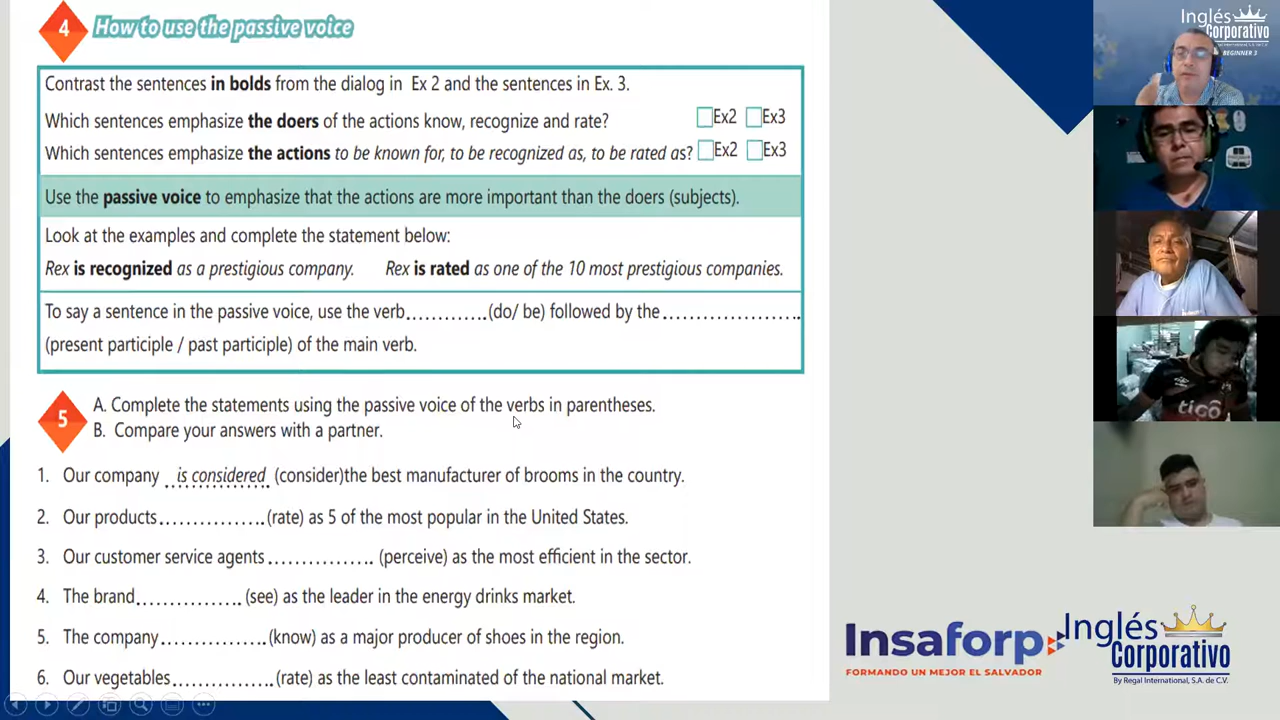 4 How to use the passive voice
Contrast the sentences in bolds from the dialog in Ex 2 and the sentences in Ex. 3.
Which sentences emphasize the doers of the actions know, recognize and rate? Ex2 Ex3
Which sentences emphasize the actions to be known for, to be recognized as, to be rated as? Ex2 Ex3
Use the passive voice to emphasize that the actions are more important than the doers (subjects).
Look at the examples and complete the statement below:
Rex is recognized as a prestigious company. Rex is rated as one of the 10 most prestigious companies.
To say a sentence in the passive voice, use the verb............(do/ be) followed by the ....................
(present participle / past participle) of the main verb.
5 A. Complete the statements using the passive voice of the verbs in parentheses.
B. Compare your answers with a partner.
1. Our company is considered (consider)the best manufacturer of brooms in the country.
2. Our products...............(rate) as 5 of the most popular in the United States.
3. Our customer service agents ............... (perceive) as the most efficient in the sector.
4. The brand...............(see) as the leader in the energy drinks market.
5. The company...............(know) as a major producer of shoes in the region.
6. Our vegetables...............(rate) as the least contaminated of the national market.
Inglés
Corporativo
By Regal International, S.A. de C.V.
BEGINNER 3
tigo
Insaforp
FORMANDO UN MEJOR EL SALVADOR
Inglés
Corporativo
By Regal International, S.A. de C.V.